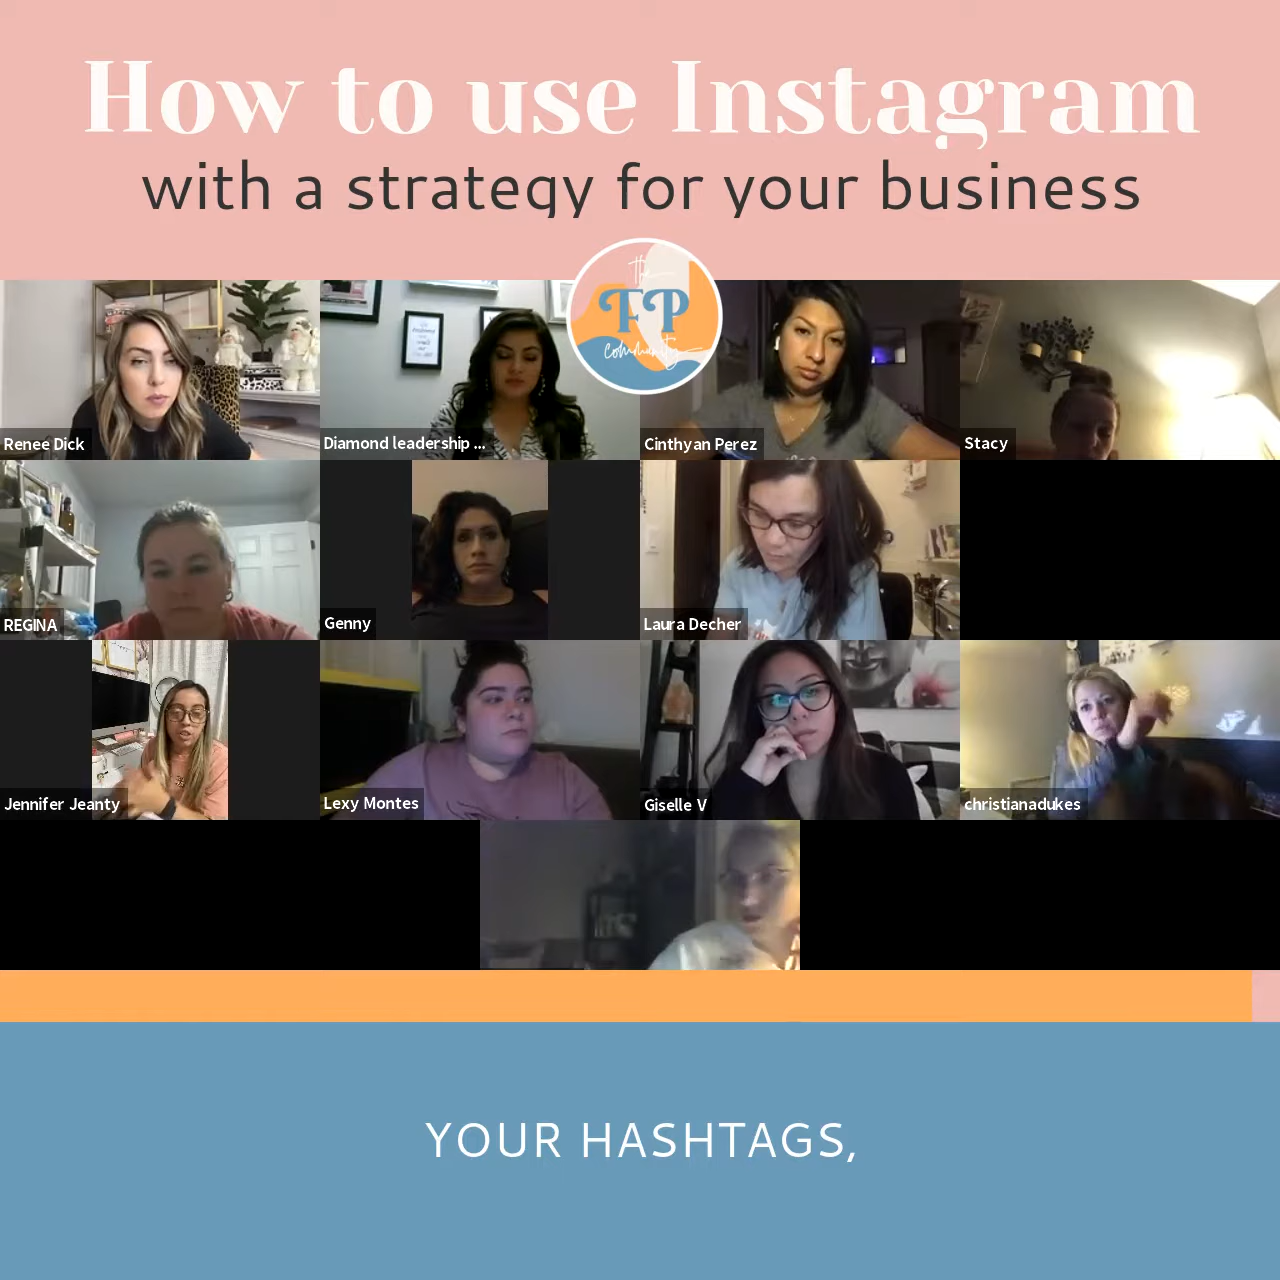 How to use Instagram
with a strategy for your business
the
FP
community
Renee Dick
Diamond leadership ...
Cinthyan Perez
Stacy
REGINA
Genny
Laura Decher
Jennifer Jeanty
Lexy Montes
Giselle V
christianadukes
YOUR HASHTAGS,